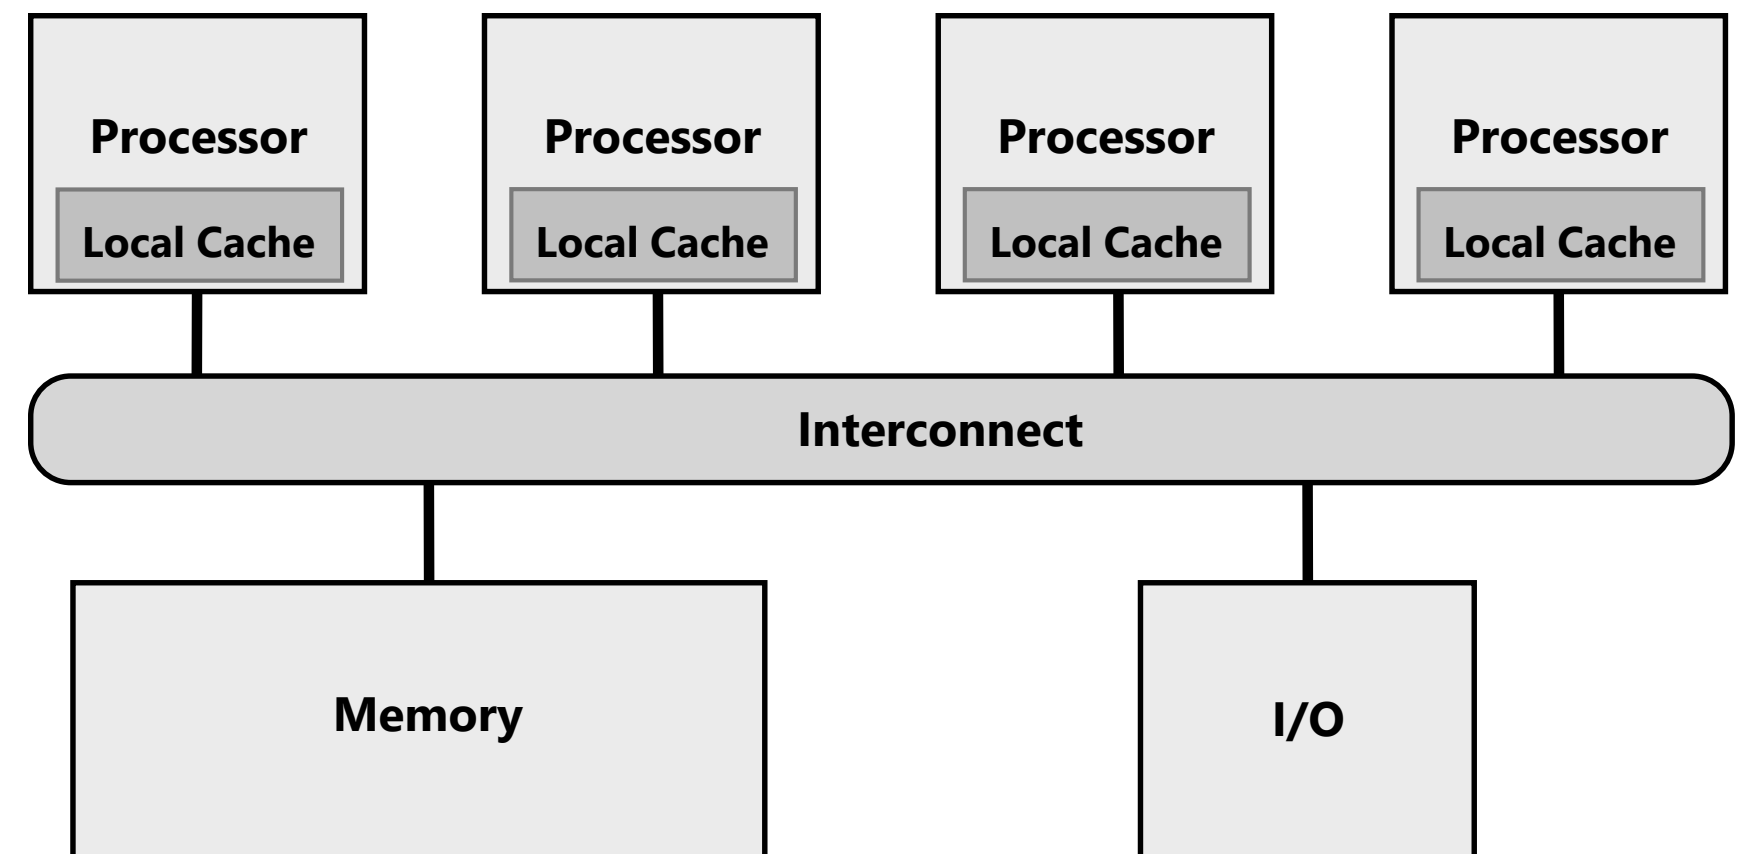 Processor
Processor
Processor
Processor
Local Cache
Local Cache
Local Cache
Local Cache
Interconnect
Memory
I/O